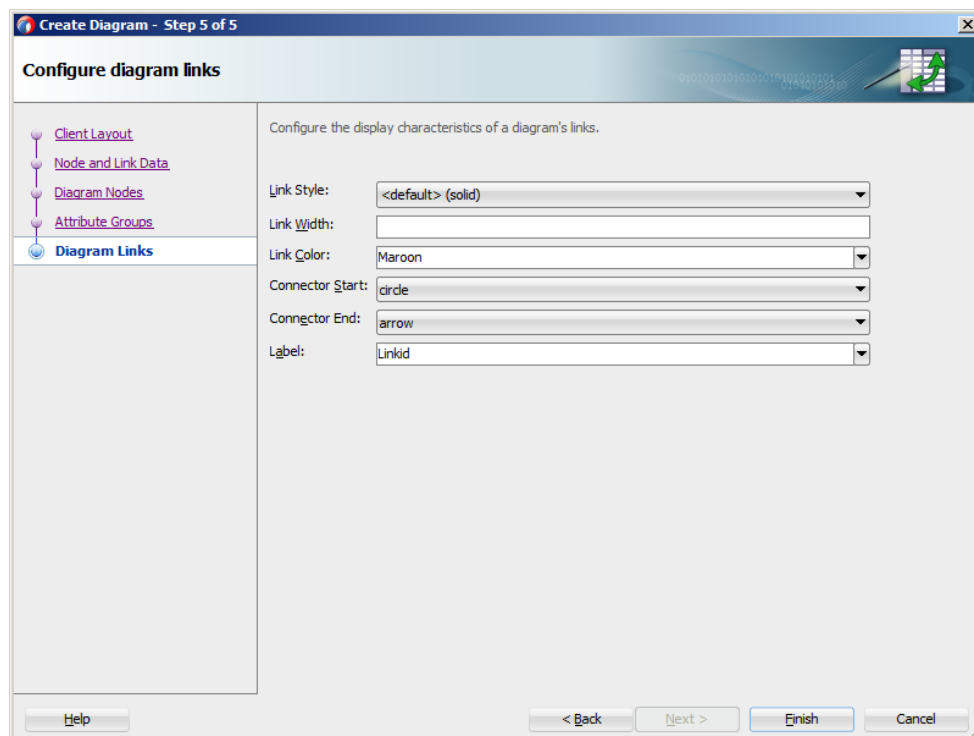 Create Diagram - Step 5 of 5
Configure diagram links
0101010101010101010101010101
01010101010
Client Layout
Node and Link Data
Diagram Nodes
Attribute Groups
Diagram Links
Configure the display characteristics of a diagram's links.
Link Style: <default> (solid)
Link Width:
Link Color: Maroon
Connector Start: circle
Connector End: arrow
Label: Linkid
Help < Back Next > Finish Cancel